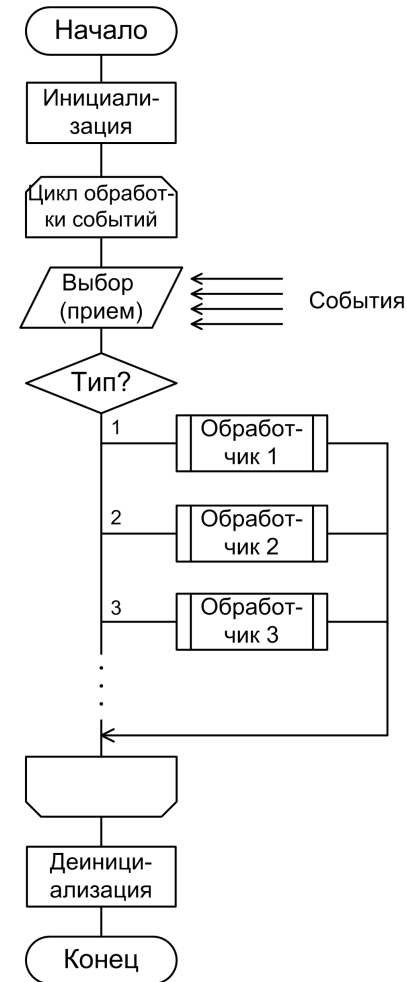 Начало
Инициали-
зация
Цикл обработ-
ки событий
Выбор
(прием)
События
Тип?
1
Обработ-
чик 1
2
Обработ-
чик 2
3
Обработ-
чик 3
Деиници-
ализация
Конец